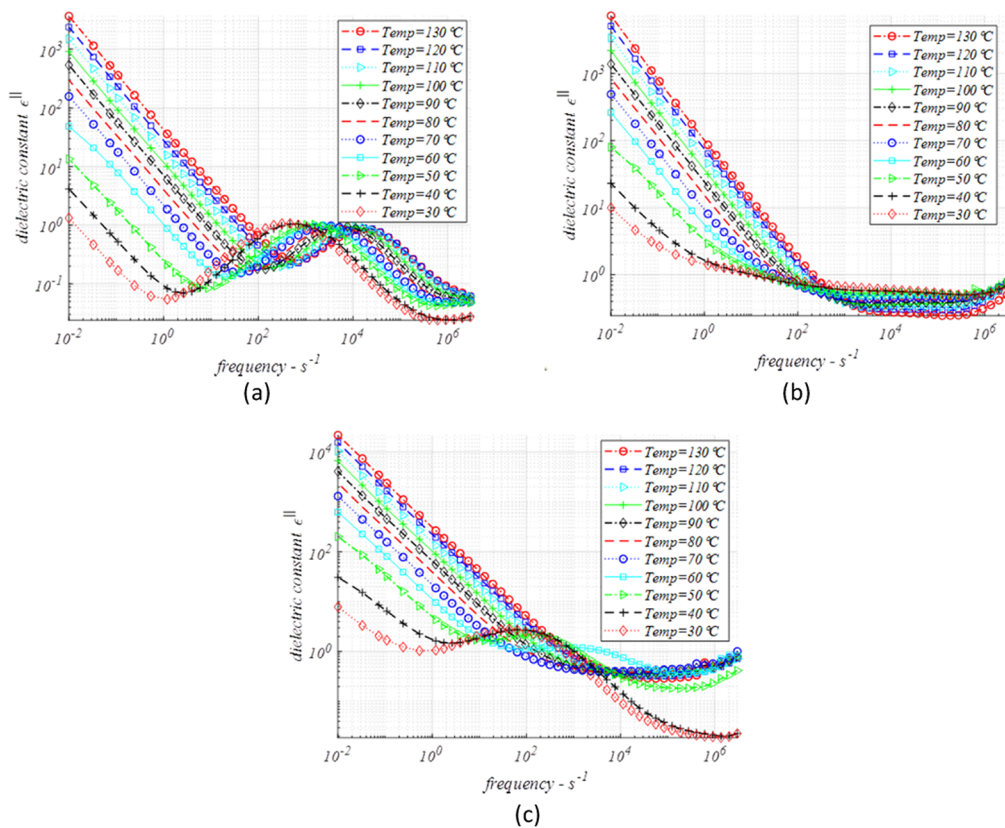 dielectric constant ϵ^||
10^3
10^2
10^1
10^0
10^-1
10^-2
10^0
10^2
10^4
10^6
frequency - s^-1
Temp=130 °C
Temp=120 °C
Temp=110 °C
Temp=100 °C
Temp=90 °C
Temp=80 °C
Temp=70 °C
Temp=60 °C
Temp=50 °C
Temp=40 °C
Temp=30 °C
(a)
dielectric constant ϵ^||
10^3
10^2
10^1
10^0
10^-2
10^0
10^2
10^4
10^6
frequency - s^-1
Temp=130 °C
Temp=120 °C
Temp=110 °C
Temp=100 °C
Temp=90 °C
Temp=80 °C
Temp=70 °C
Temp=60 °C
Temp=50 °C
Temp=40 °C
Temp=30 °C
(b)
dielectric constant ϵ^||
10^4
10^2
10^0
10^-2
10^0
10^2
10^4
10^6
frequency - s^-1
Temp=130 °C
Temp=120 °C
Temp=110 °C
Temp=100 °C
Temp=90 °C
Temp=80 °C
Temp=70 °C
Temp=60 °C
Temp=50 °C
Temp=40 °C
Temp=30 °C
(c)